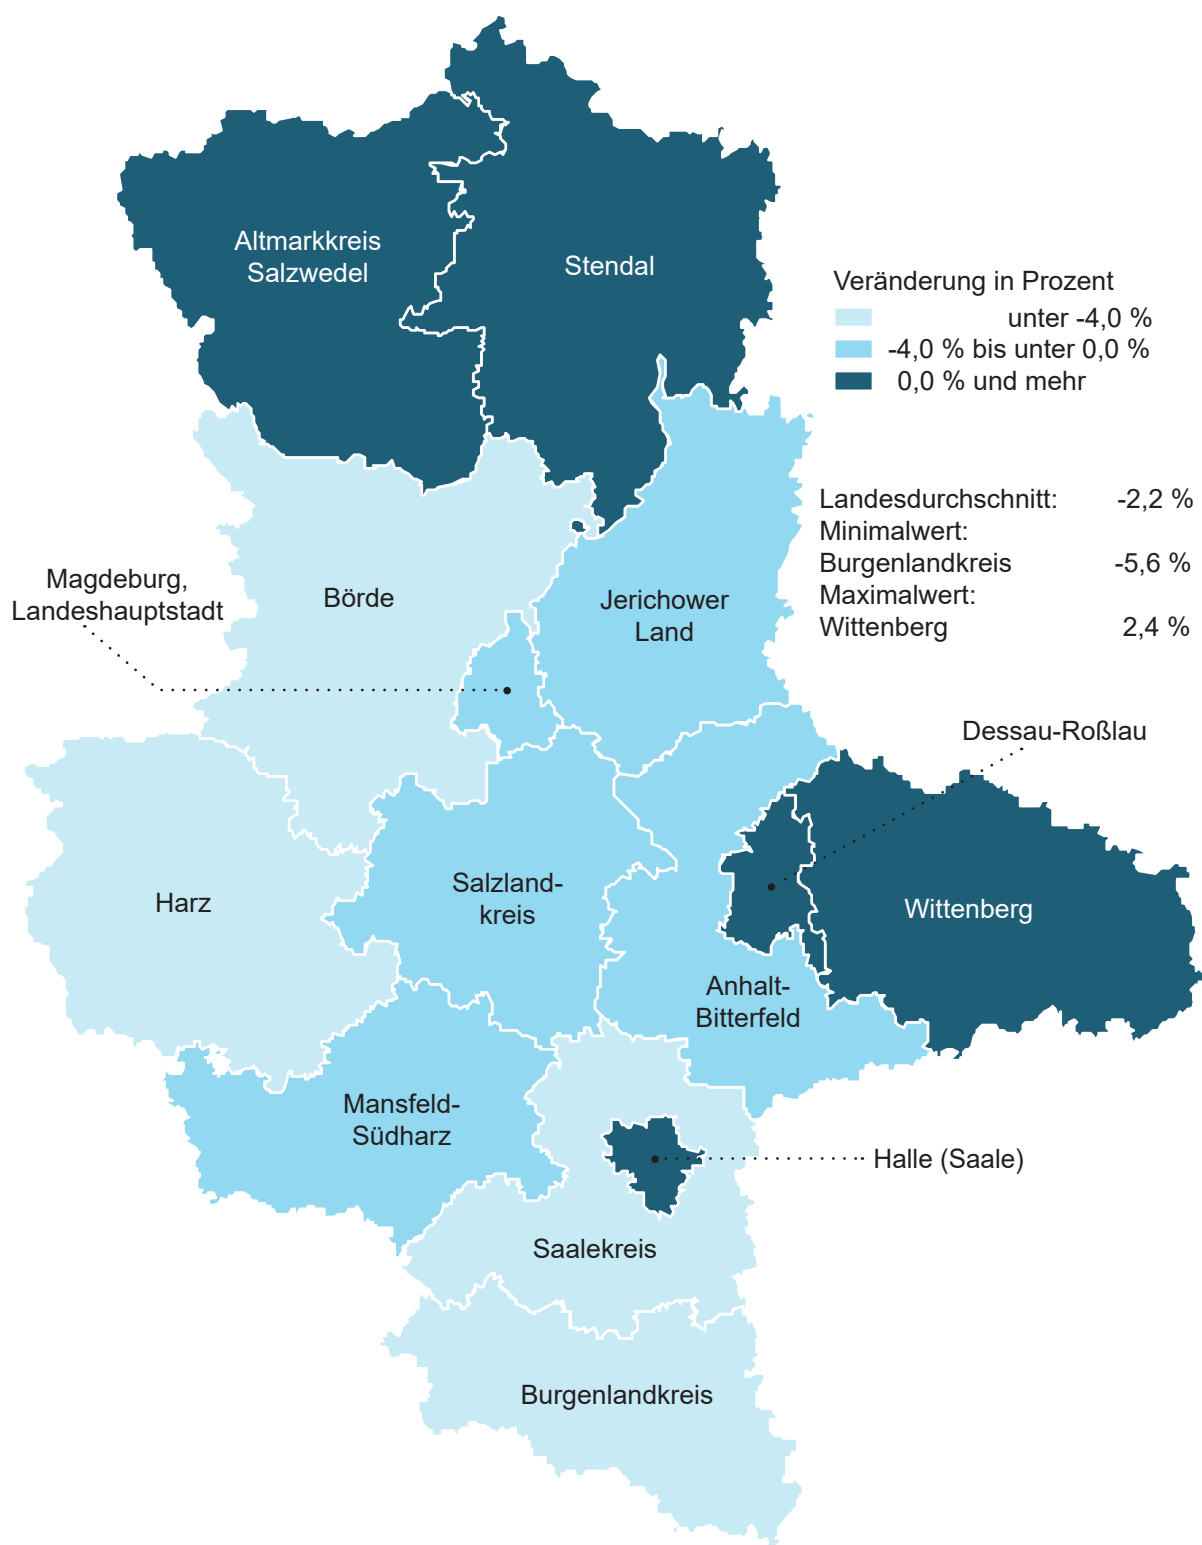 Altmarkkreis
Salzwedel
Stendal
Veränderung in Prozent
unter -4,0 %
-4,0 % bis unter 0,0 %
0,0 % und mehr
Landesdurchschnitt: -2,2 %
Minimalwert:
Burgenlandkreis -5,6 %
Maximalwert:
Wittenberg 2,4 %
Magdeburg,
Landeshauptstadt
Börde
Jerichower
Land
Dessau-Roßlau
Harz
Salzland-
kreis
Wittenberg
Anhalt-
Bitterfeld
Mansfeld-
Südharz
Halle (Saale)
Saalekreis
Burgenlandkreis